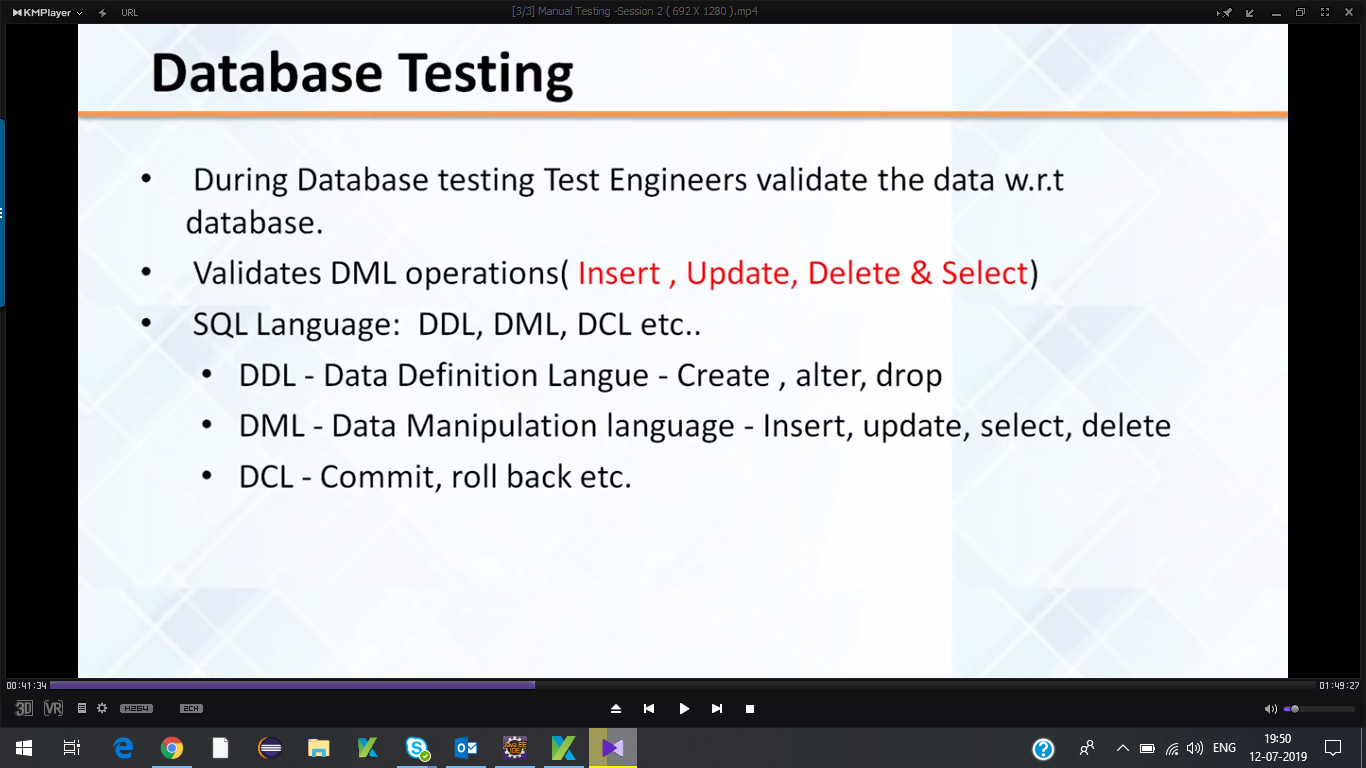 KMPlayer
URL
[3/3] Manual Testing -Session 2 ( 692 X 1280 ).mp4
Database Testing
• During Database testing Test Engineers validate the data w.r.t
database.
• Validates DML operations( Insert , Update, Delete & Select)
• SQL Language: DDL, DML, DCL etc..
• DDL - Data Definition Langue - Create , alter, drop
• DML - Data Manipulation language - Insert, update, select, delete
• DCL - Commit, roll back etc.
00:41:34
01:49:27
3D VR H264 2CH
ENG
19:50
12-07-2019